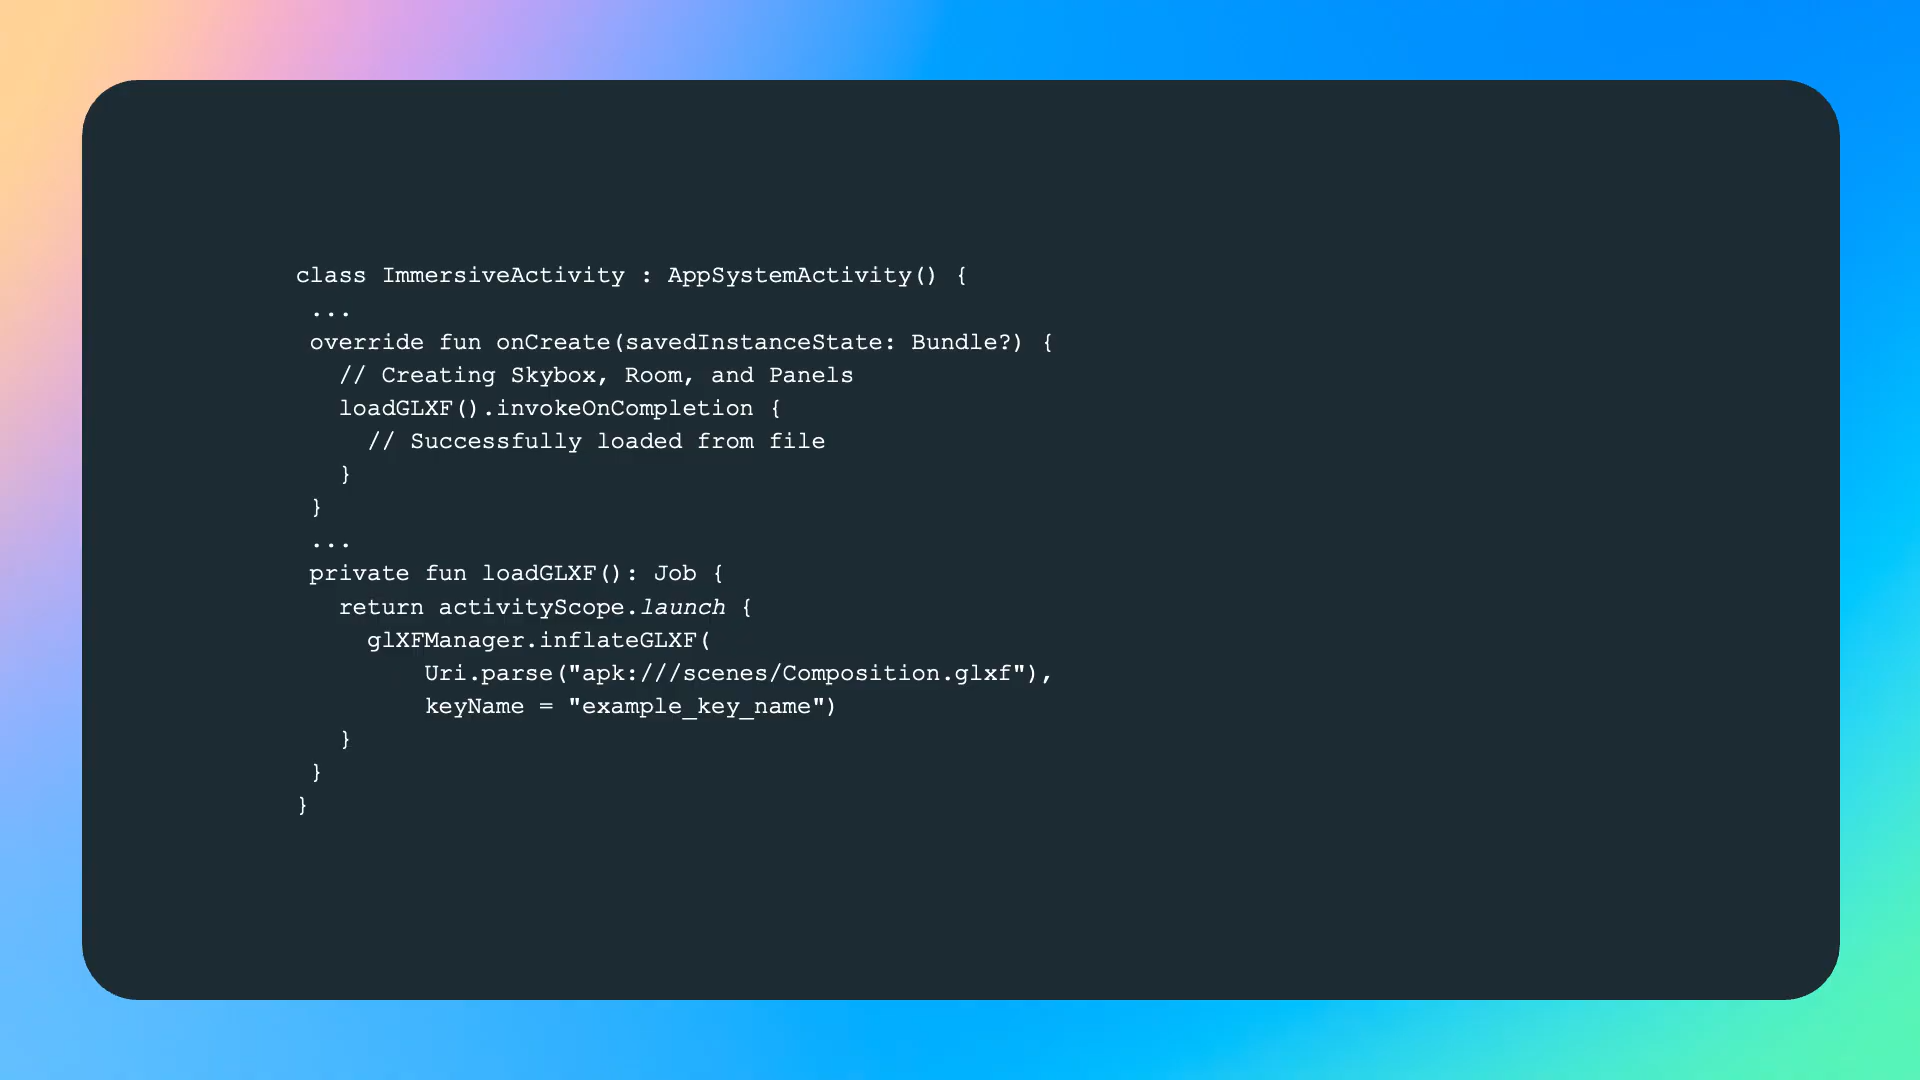 class ImmersiveActivity : AppSystemActivity() {
 ...
 override fun onCreate(savedInstanceState: Bundle?) {
   // Creating Skybox, Room, and Panels
   loadGLXF().invokeOnCompletion {
     // Successfully loaded from file
   }
 }
 ...
 private fun loadGLXF(): Job {
   return activityScope.launch {
     glXFManager.inflateGLXF(
         Uri.parse("apk:///scenes/Composition.glxf"),
         keyName = "example_key_name")
   }
 }
}